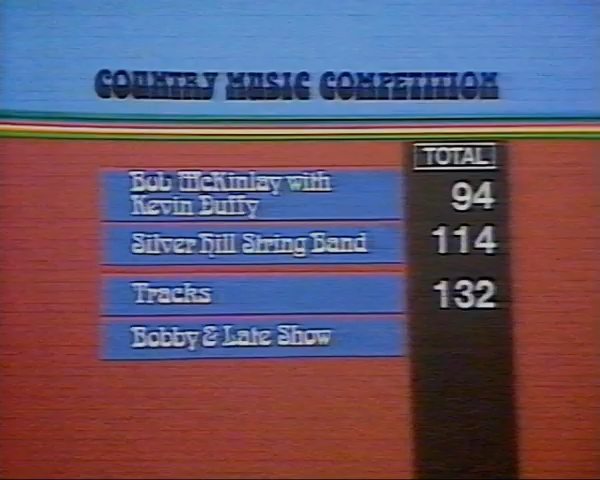 COUNTRY MUSIC COMPETITION
TOTAL
Bob McKinlay with
Kevin Duffy 94
Silver Hill String Band 114
Tracks 132
Bobby & Late Show